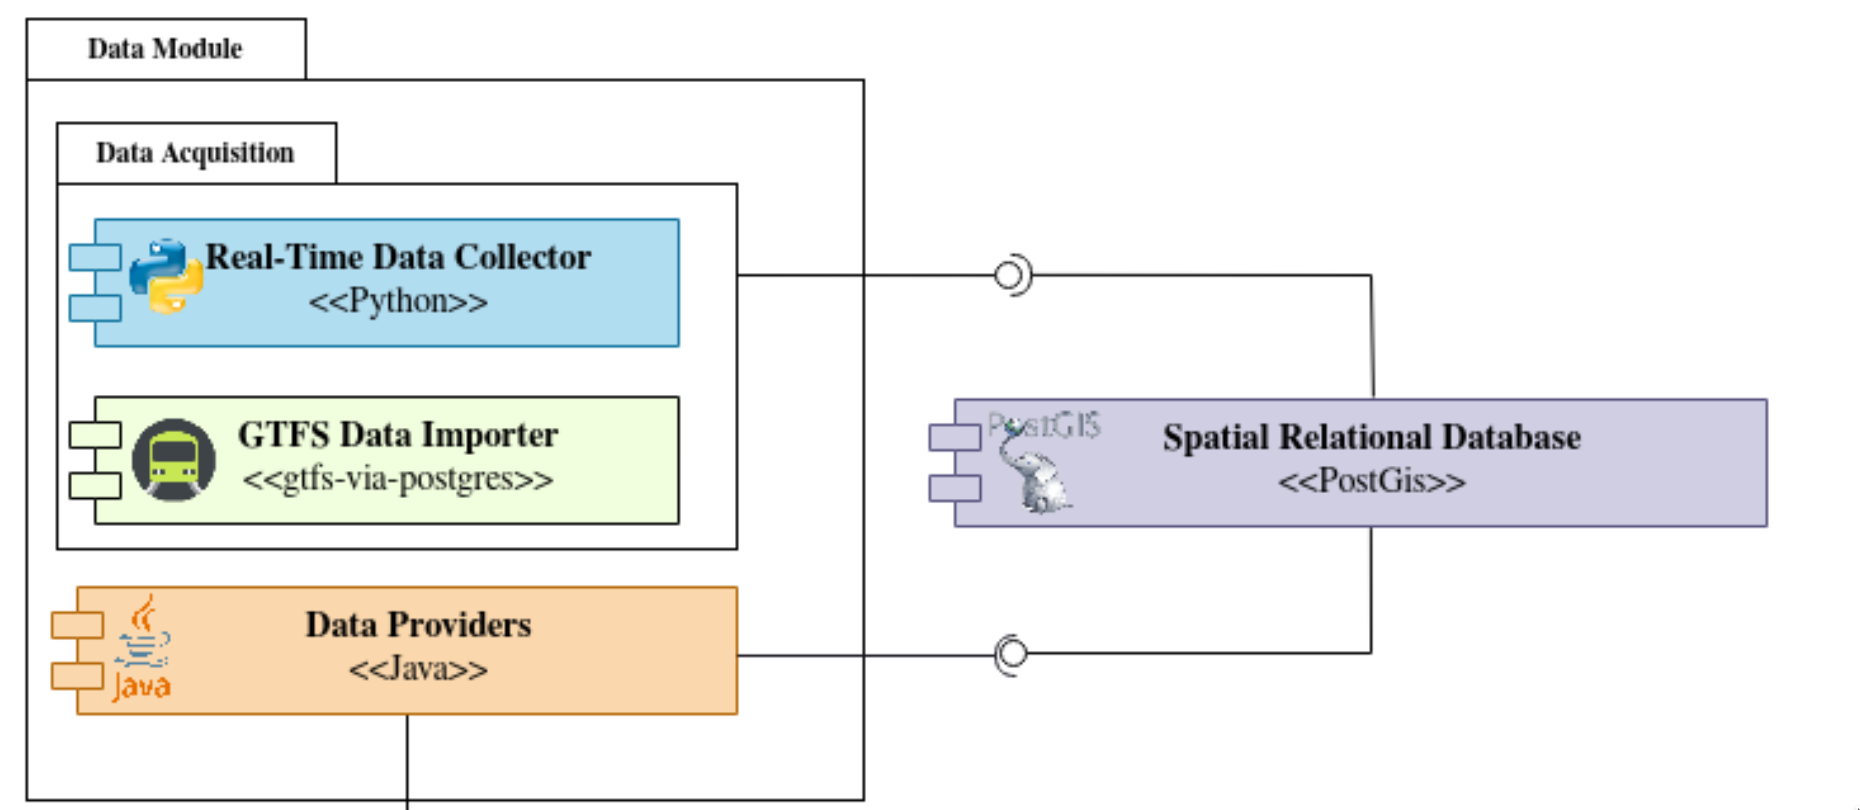 Data Module
Data Acquisition
Real-Time Data Collector
<<Python>>
GTFS Data Importer
<<gtfs-via-postgres>>
PostGIS
Spatial Relational Database
<<PostGis>>
Data Providers
<<Java>>
java